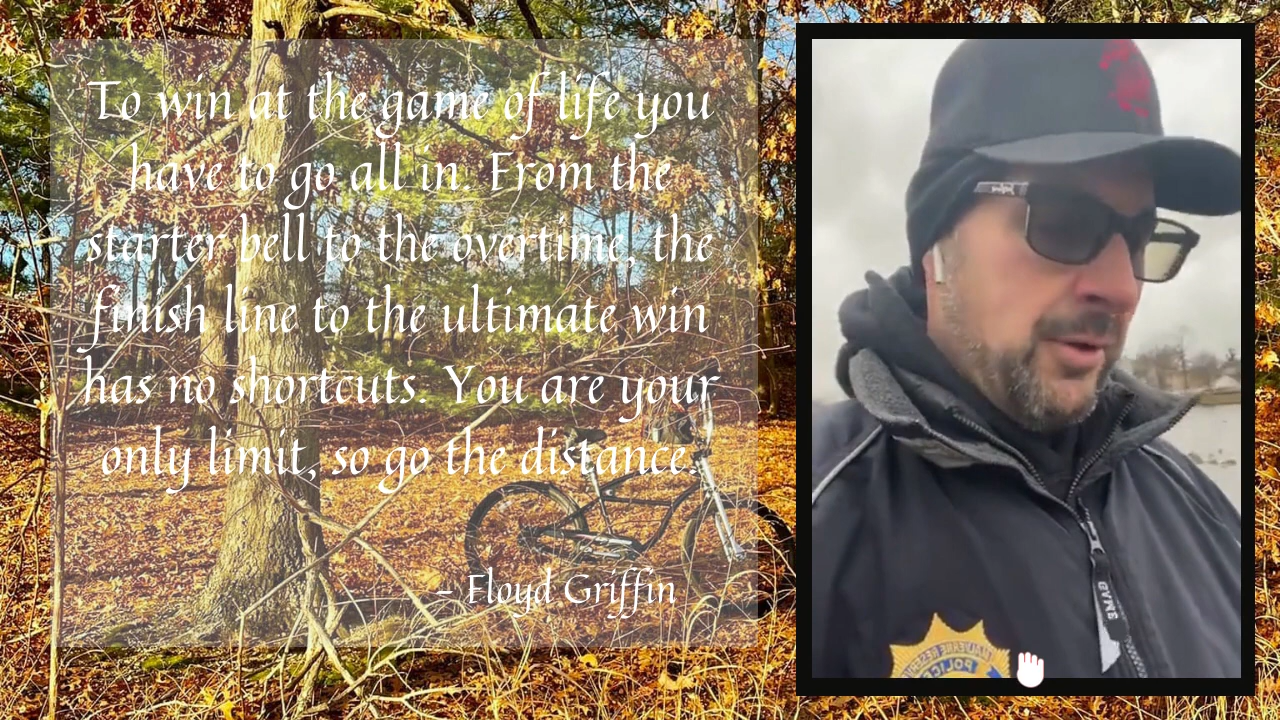 To win at the game of life you
have to go all in. From the
starter bell to the overtime, the
finish line to the ultimate win
has no shortcuts. You are your
only limit, so go the distance.
- Floyd Griffin
GAME
POLICE